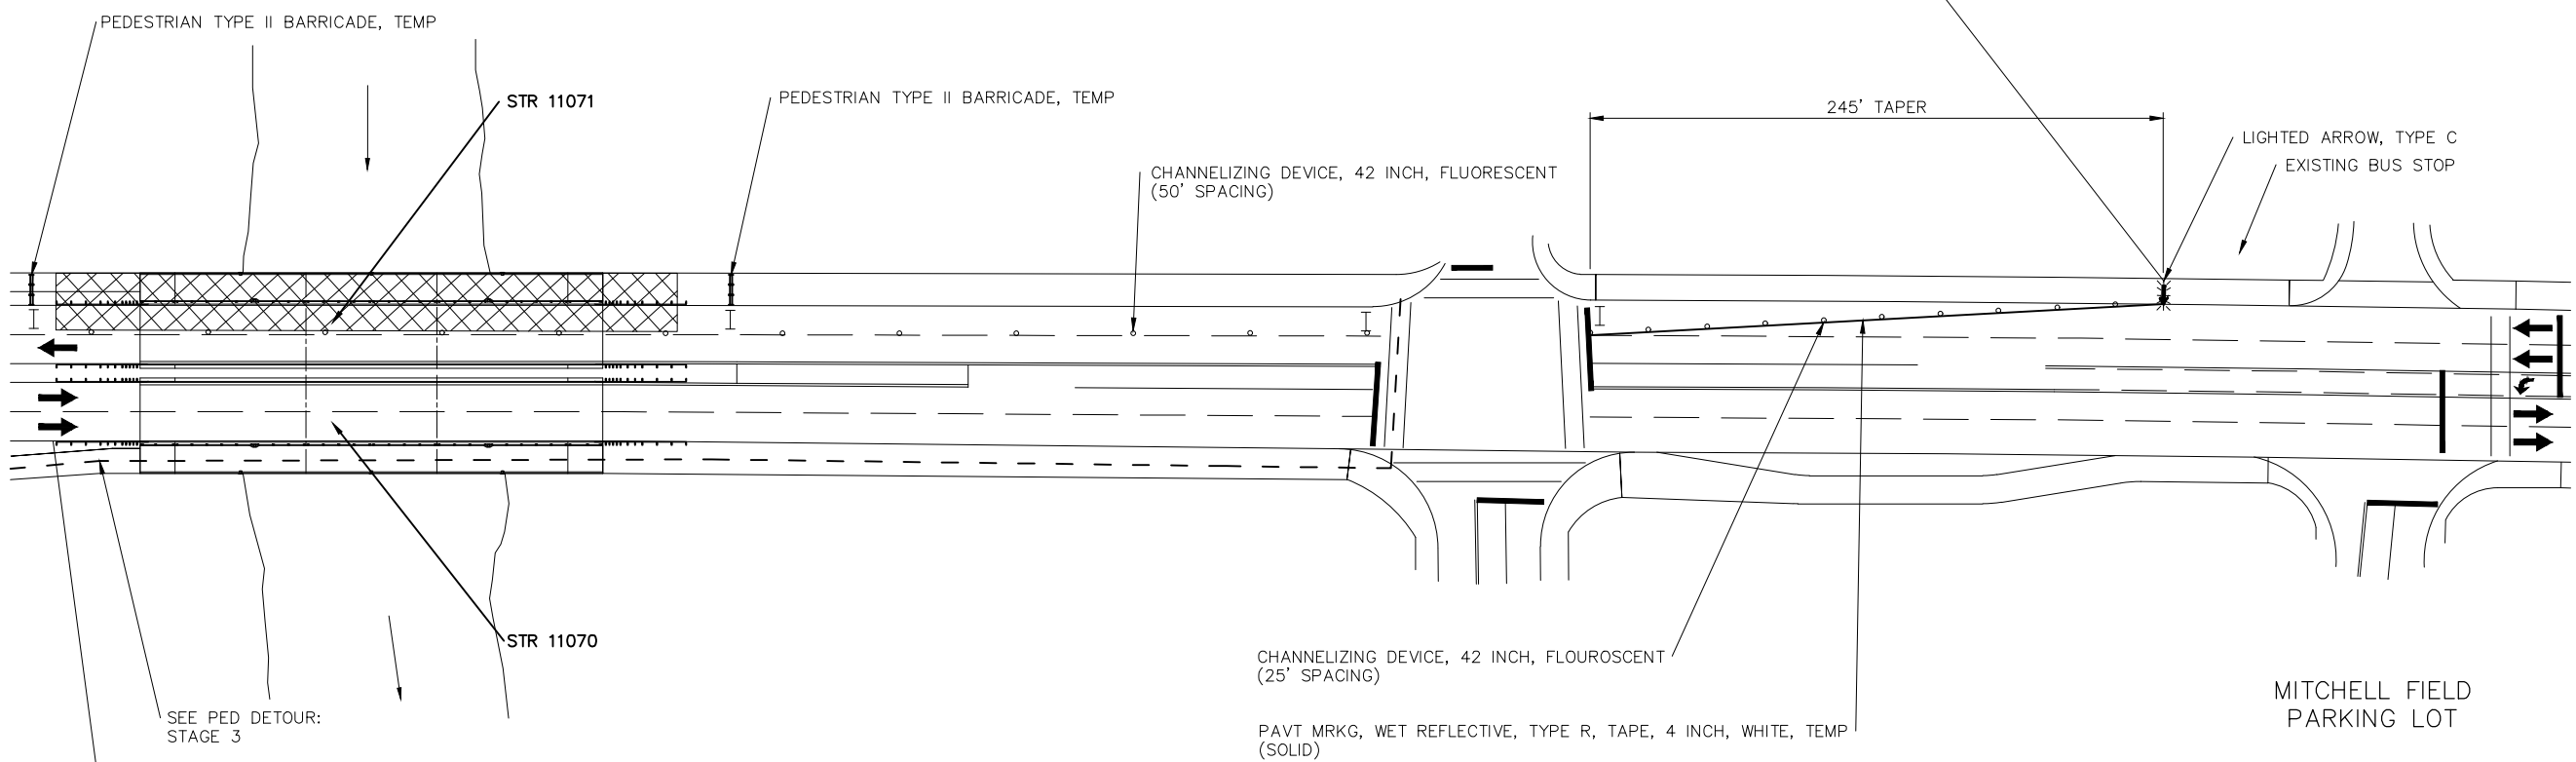 PEDESTRIAN TYPE II BARRICADE, TEMP
STR 11071
PEDESTRIAN TYPE II BARRICADE, TEMP
245' TAPER
LIGHTED ARROW, TYPE C
EXISTING BUS STOP
CHANNELIZING DEVICE, 42 INCH, FLUORESCENT
(50' SPACING)
STR 11070
CHANNELIZING DEVICE, 42 INCH, FLOUROSCENT
(25' SPACING)
SEE PED DETOUR:
STAGE 3
PAVT MRKG, WET REFLECTIVE, TYPE R, TAPE, 4 INCH, WHITE, TEMP
(SOLID)
MITCHELL FIELD
PARKING LOT